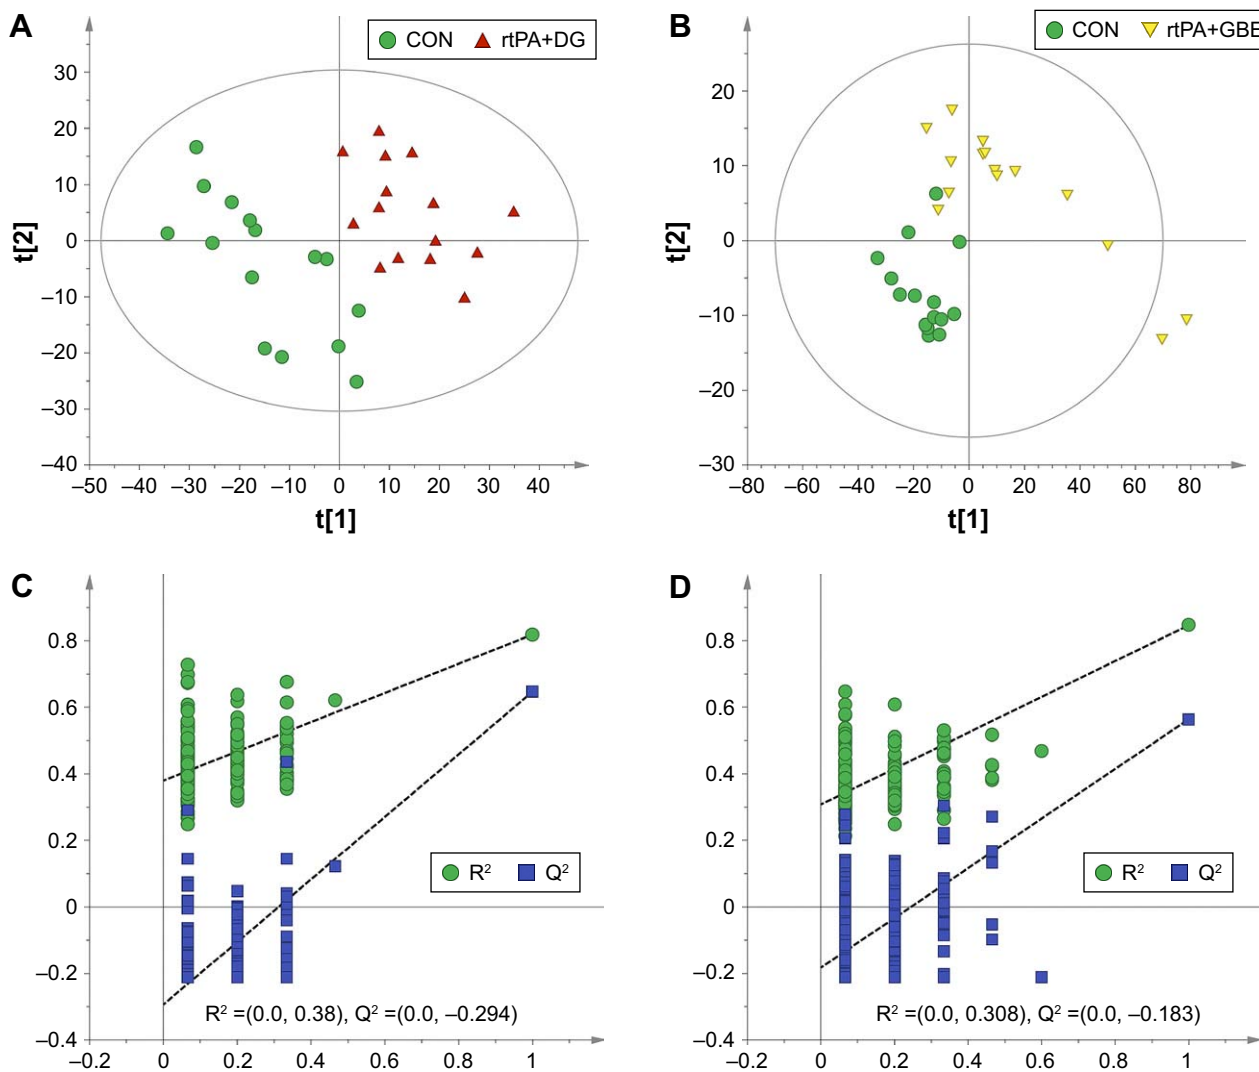 A
CON rtPA+DG
t[2]
30
20
10
0
–10
–20
–30
–40
–50 –40 –30 –20 –10 0 10 20 30 40
t[1]
B
CON rtPA+GBE
t[2]
20
10
0
–10
–20
–30
–80 –60 –40 –20 0 20 40 60 80
t[1]
C
0.8
0.6
0.4
0.2
0
–0.2
–0.4
R² Q²
R² =(0.0, 0.38), Q² =(0.0, –0.294)
–0.2 0 0.2 0.4 0.6 0.8 1
D
0.8
0.6
0.4
0.2
0
–0.2
–0.4
R² Q²
R² =(0.0, 0.308), Q² =(0.0, –0.183)
–0.2 0 0.2 0.4 0.6 0.8 1